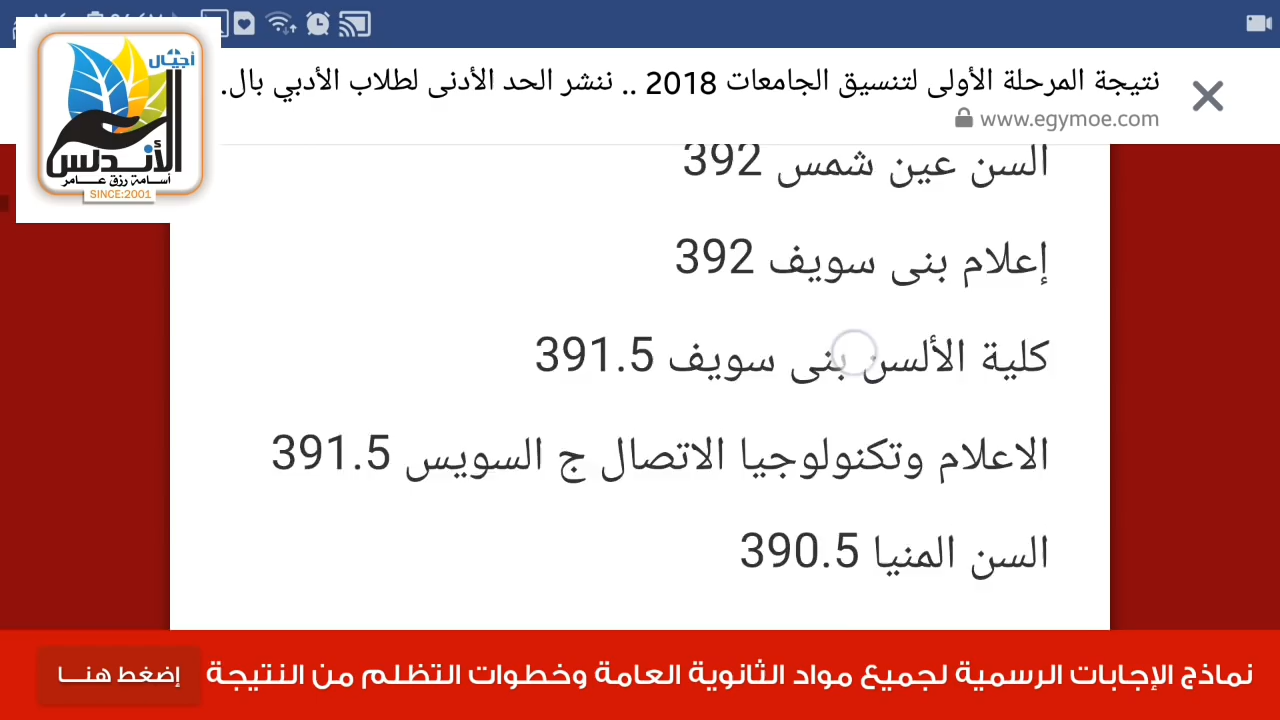 نتيجة المرحلة الأولى لتنسيق الجامعات 2018 .. ننشر الحد الأدنى لطلاب الأدبي بال.
www.egymoe.com
أجيال
الأندلس
أسامة رزق عامر
SINCE:2001
السن عين شمس 392
إعلام بنى سويف 392
كلية الألسن بنى سويف 391.5
الاعلام وتكنولوجيا الاتصال ج السويس 391.5
السن المنيا 390.5
نماذج الإجابات الرسمية لجميع مواد الثانوية العامة وخطوات التظلم من النتيجة
إضغط هنـــا